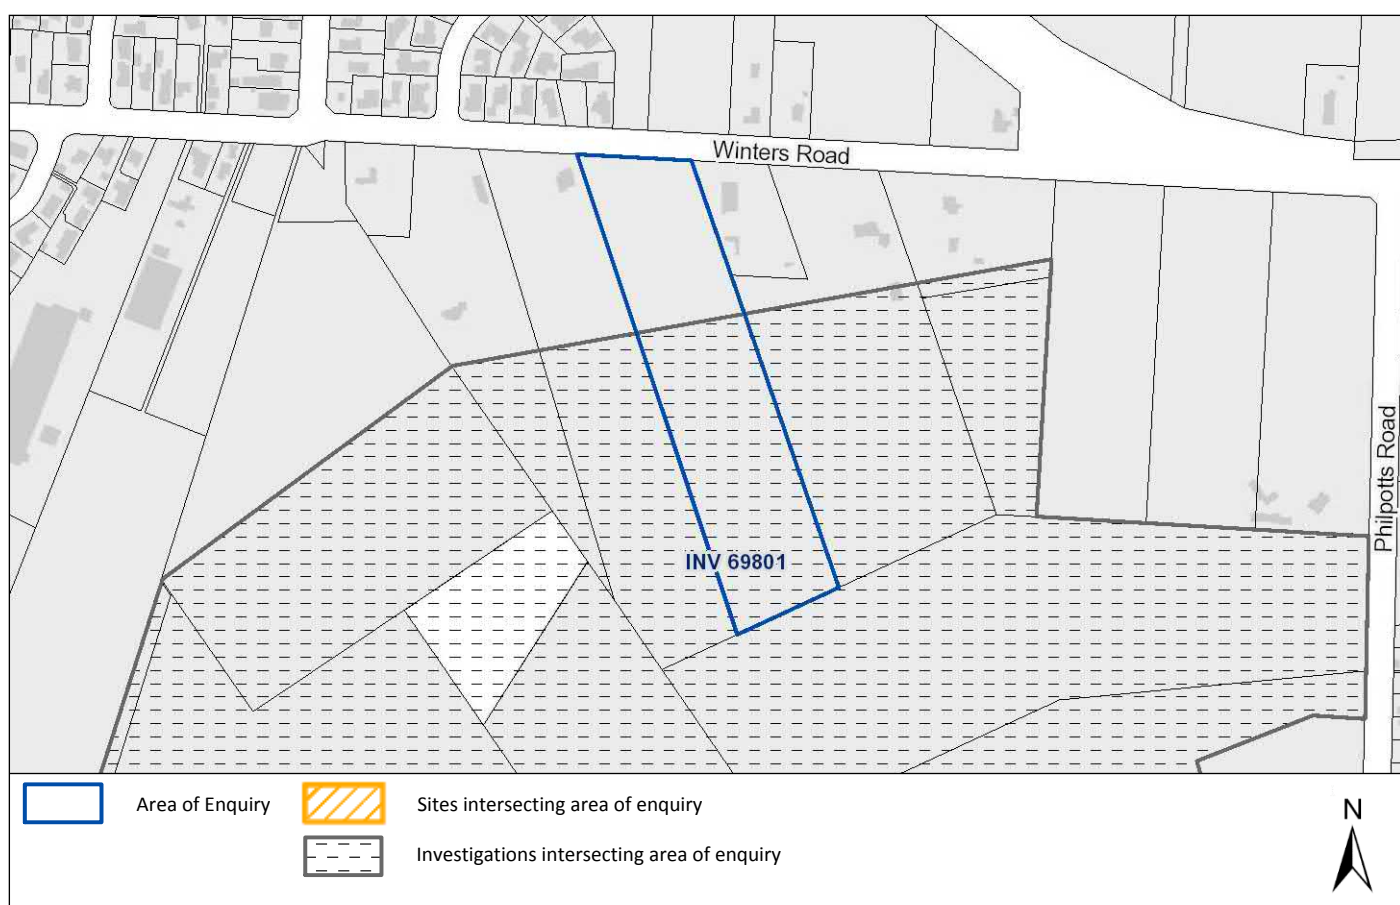 Winters Road
Philpotts Road
INV 69801
Area of Enquiry
Sites intersecting area of enquiry
N
Investigations intersecting area of enquiry